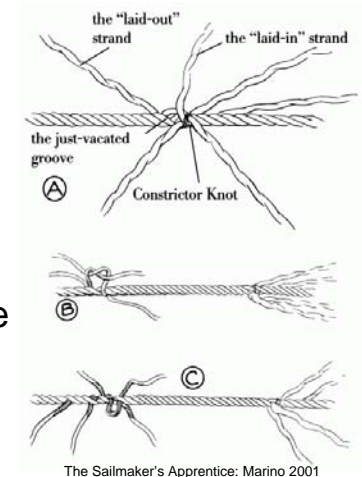 the “laid-out”
strand
the “laid-in” strand
the just-vacated
groove
Constrictor Knot
A
B
e
C
The Sailmaker's Apprentice: Marino 2001